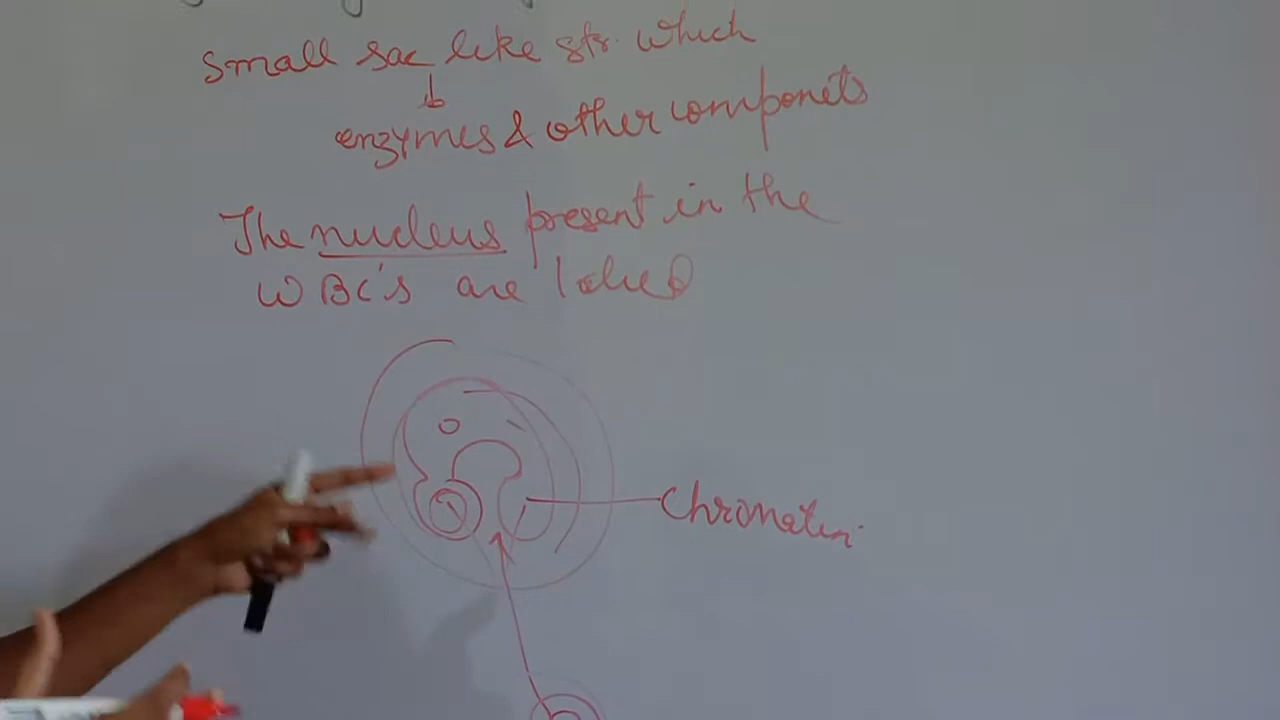 small sac like str. which
enzymes & other componets
The nucleus present in the
WBC's are lobed
Chromatin